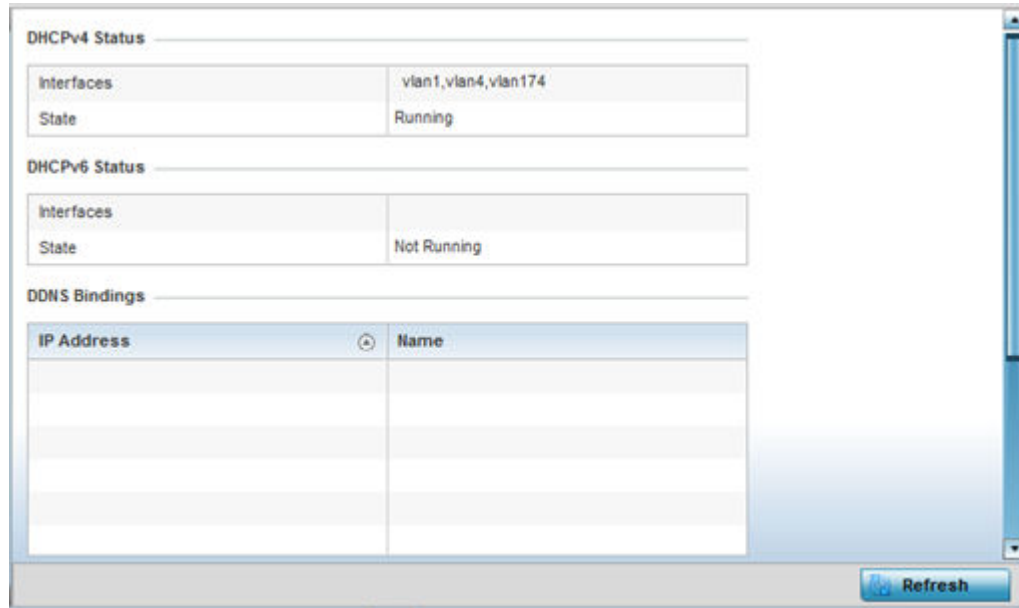 DHCPv4 Status
Interfaces vlan1,vlan4,vlan174
State Running
DHCPv6 Status
Interfaces
State Not Running
DDNS Bindings
IP Address Name
Refresh